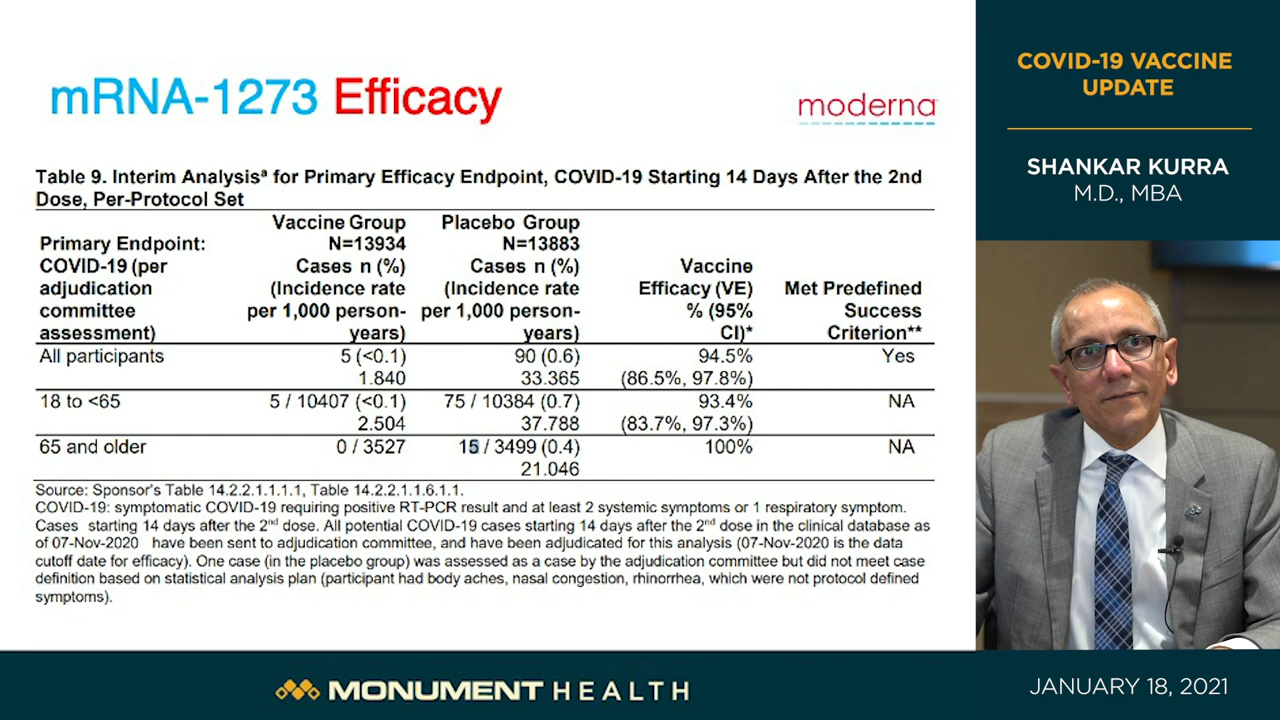 mRNA-1273 Efficacy
moderna
Table 9. Interim Analysisᵃ for Primary Efficacy Endpoint, COVID-19 Starting 14 Days After the 2nd
Dose, Per-Protocol Set
Primary Endpoint:
COVID-19 (per
adjudication
committee
assessment)
Vaccine Group
N=13934
Cases n (%)
(Incidence rate
per 1,000 person-
years)
Placebo Group
N=13883
Cases n (%)
(Incidence rate
per 1,000 person-
years)
Vaccine
Efficacy (VE)
% (95%
CI)*
Met Predefined
Success
Criterion**
All participants 5 (<0.1) 90 (0.6) 94.5% Yes
1.840 33.365 (86.5%, 97.8%)
18 to <65 5 / 10407 (<0.1) 75 / 10384 (0.7) 93.4% NA
2.504 37.788 (83.7%, 97.3%)
65 and older 0 / 3527 15 / 3499 (0.4) 100% NA
21.046
Source: Sponsor's Table 14.2.2.1.1.1.1, Table 14.2.2.1.1.6.1.1.
COVID-19: symptomatic COVID-19 requiring positive RT-PCR result and at least 2 systemic symptoms or 1 respiratory symptom.
Cases starting 14 days after the 2ⁿᵈ dose. All potential COVID-19 cases starting 14 days after the 2ⁿᵈ dose in the clinical database as
of 07-Nov-2020 have been sent to adjudication committee, and have been adjudicated for this analysis (07-Nov-2020 is the data
cutoff date for efficacy). One case (in the placebo group) was assessed as a case by the adjudication committee but did not meet case
definition based on statistical analysis plan (participant had body aches, nasal congestion, rhinorrhea, which were not protocol defined
symptoms).
COVID-19 VACCINE
UPDATE
SHANKAR KURRA
M.D., MBA
MONUMENT HEALTH
JANUARY 18, 2021